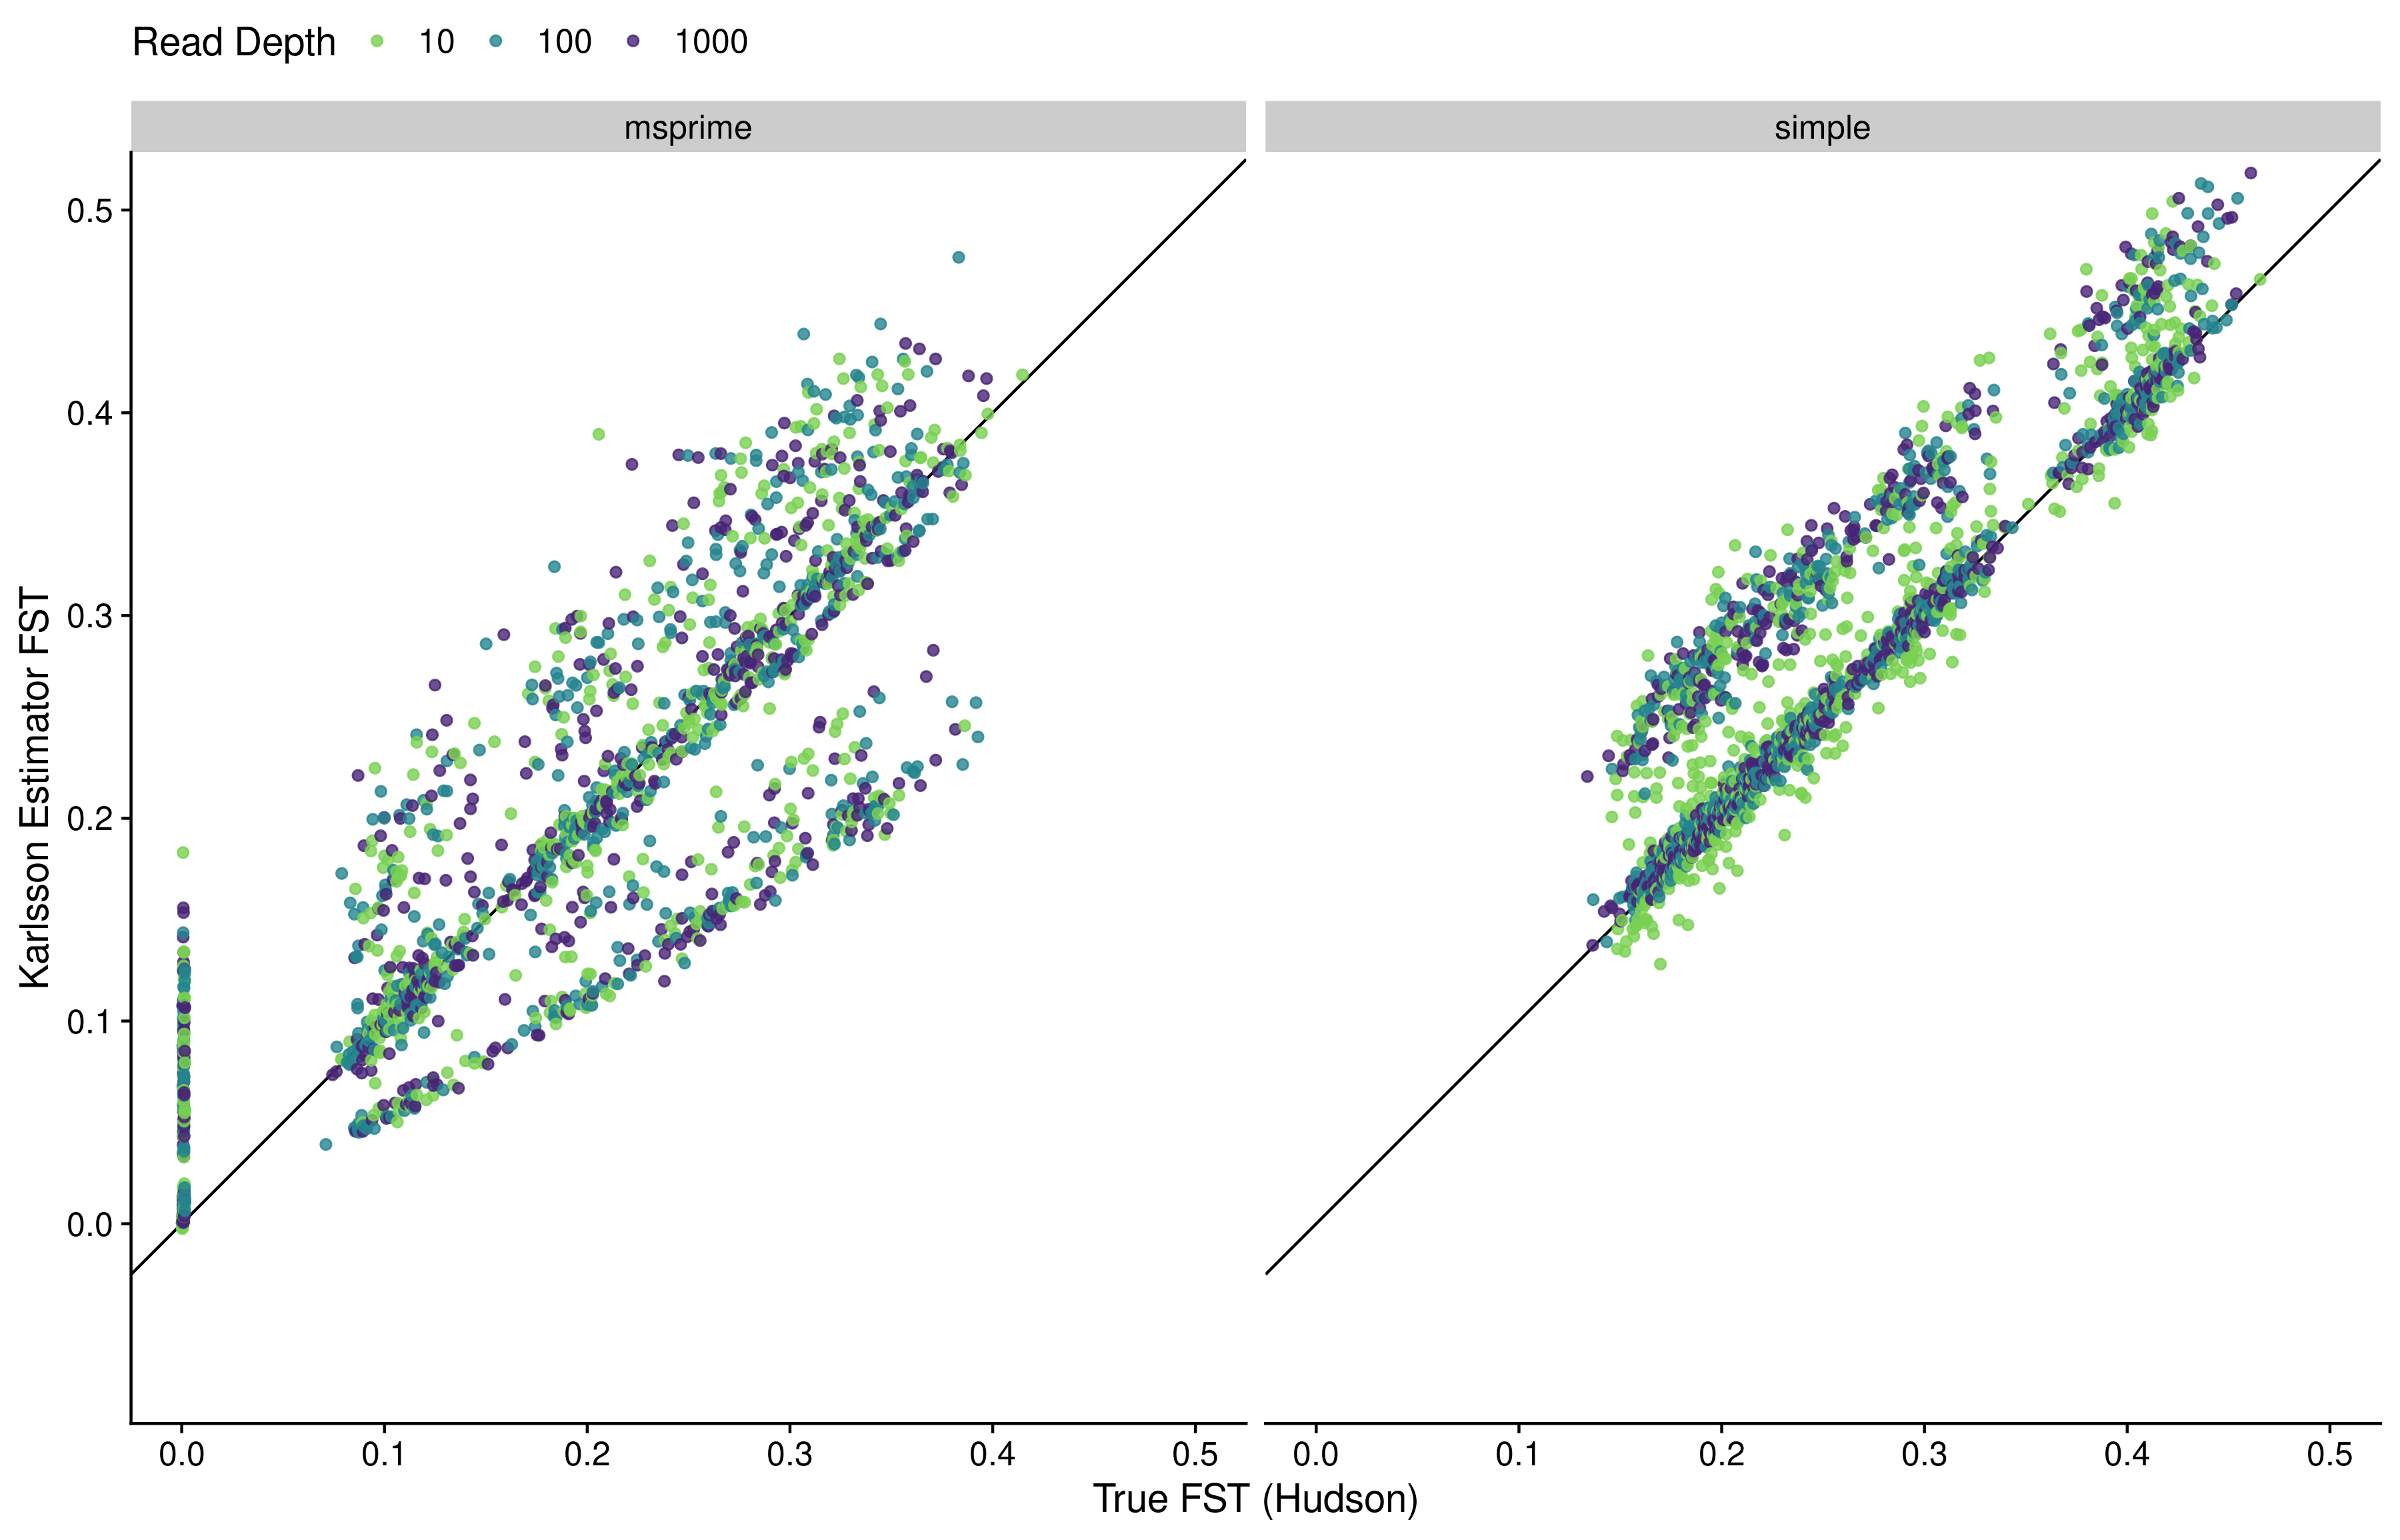 Read Depth 10 100 1000
msprime simple
0.5
0.4
0.3
0.2
0.1
0.0
Karlsson Estimator FST
0.0 0.1 0.2 0.3 0.4 0.5 0.0 0.1 0.2 0.3 0.4 0.5
True FST (Hudson)